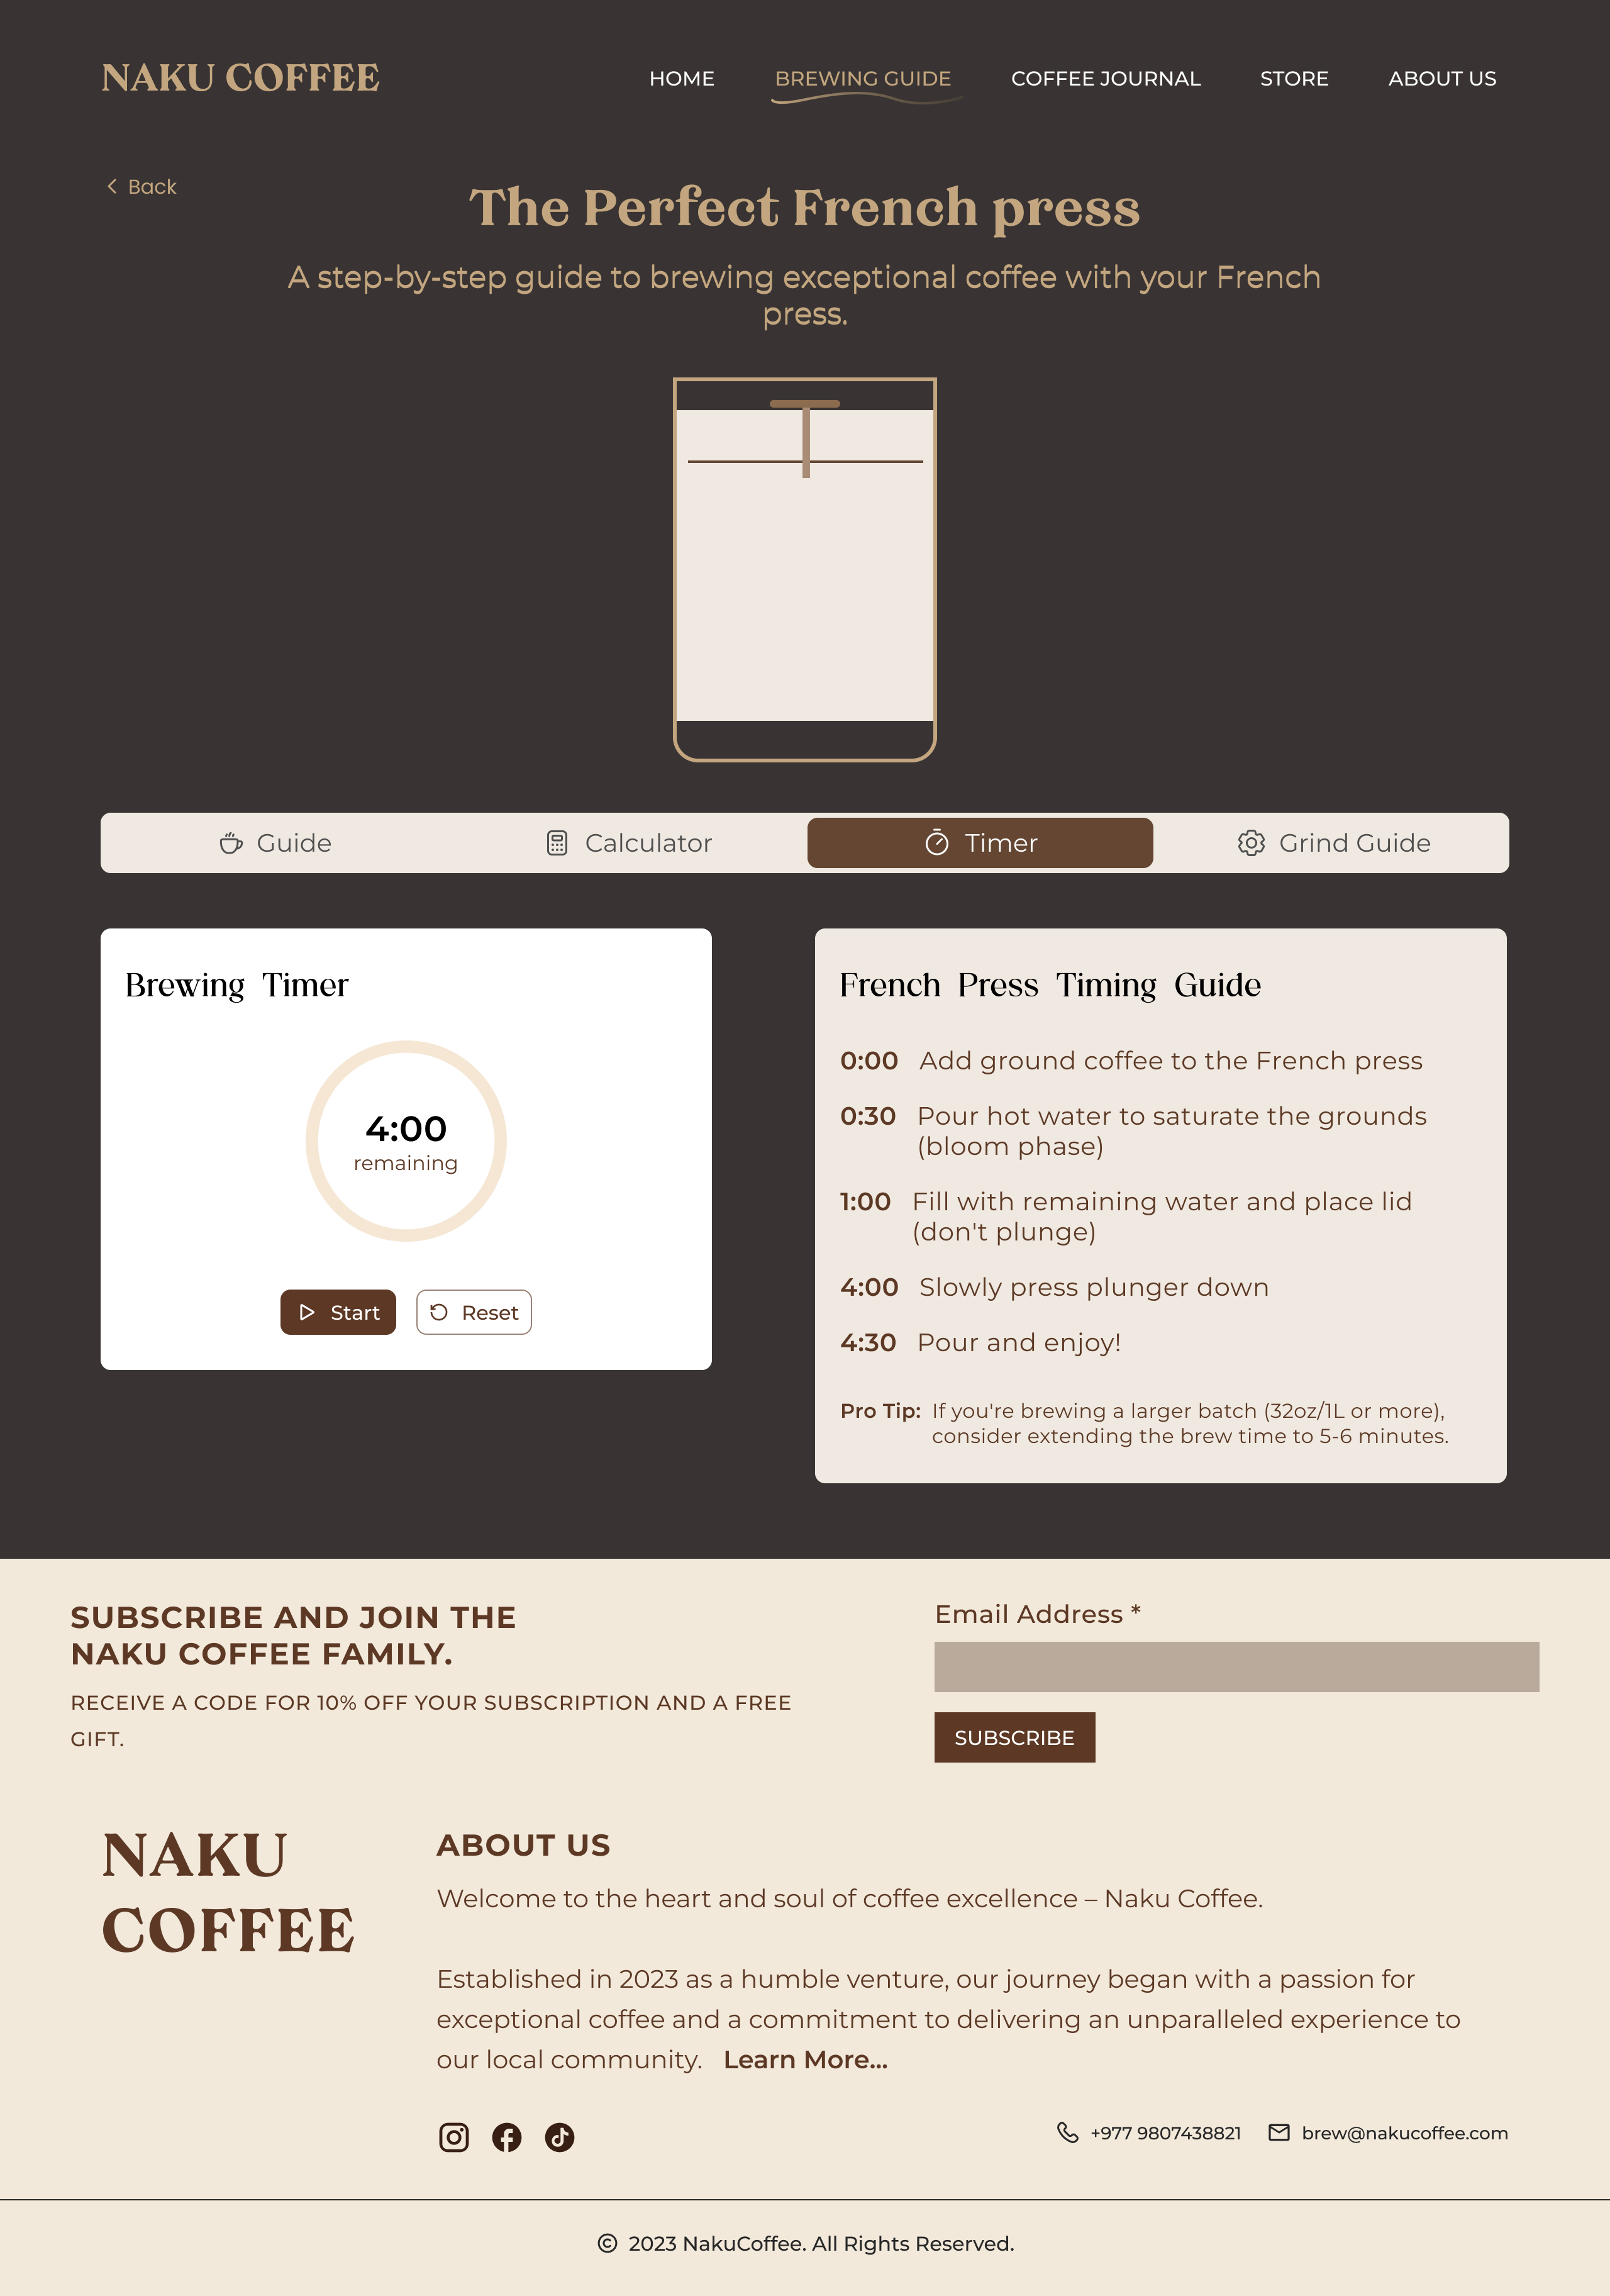 NAKU COFFEE
HOME
BREWING GUIDE
COFFEE JOURNAL
STORE
ABOUT US
Back
The Perfect French press
A step-by-step guide to brewing exceptional coffee with your French
press.
Guide
Calculator
Timer
Grind Guide
Brewing Timer
4:00
remaining
Start
Reset
French Press Timing Guide
0:00 Add ground coffee to the French press
0:30 Pour hot water to saturate the grounds
(bloom phase)
1:00 Fill with remaining water and place lid
(don't plunge)
4:00 Slowly press plunger down
4:30 Pour and enjoy!
Pro Tip: If you're brewing a larger batch (32oz/1L or more),
consider extending the brew time to 5-6 minutes.
SUBSCRIBE AND JOIN THE
NAKU COFFEE FAMILY.
RECEIVE A CODE FOR 10% OFF YOUR SUBSCRIPTION AND A FREE
GIFT.
Email Address *
SUBSCRIBE
NAKU
COFFEE
ABOUT US
Welcome to the heart and soul of coffee excellence – Naku Coffee.
Established in 2023 as a humble venture, our journey began with a passion for
exceptional coffee and a commitment to delivering an unparalleled experience to
our local community. Learn More...
+977 9807438821
brew@nakucoffee.com
© 2023 NakuCoffee. All Rights Reserved.